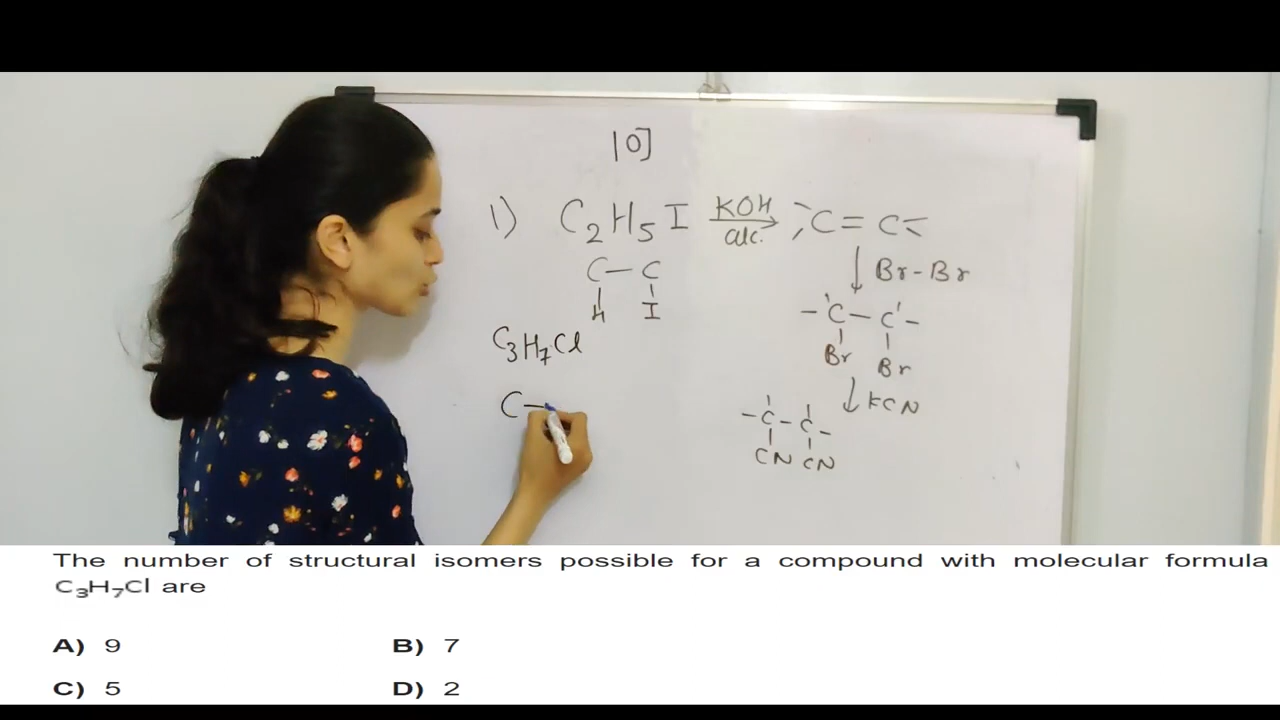 10]
1) C₂H₅I KOH alc. C = C
C – C
H I
Br-Br
– C – C –
Br Br
C₃H₇Cl
KCN
C –
– C – C –
CN CN
The number of structural isomers possible for a compound with molecular formula
C₃H₇Cl are
A) 9 B) 7
C) 5 D) 2